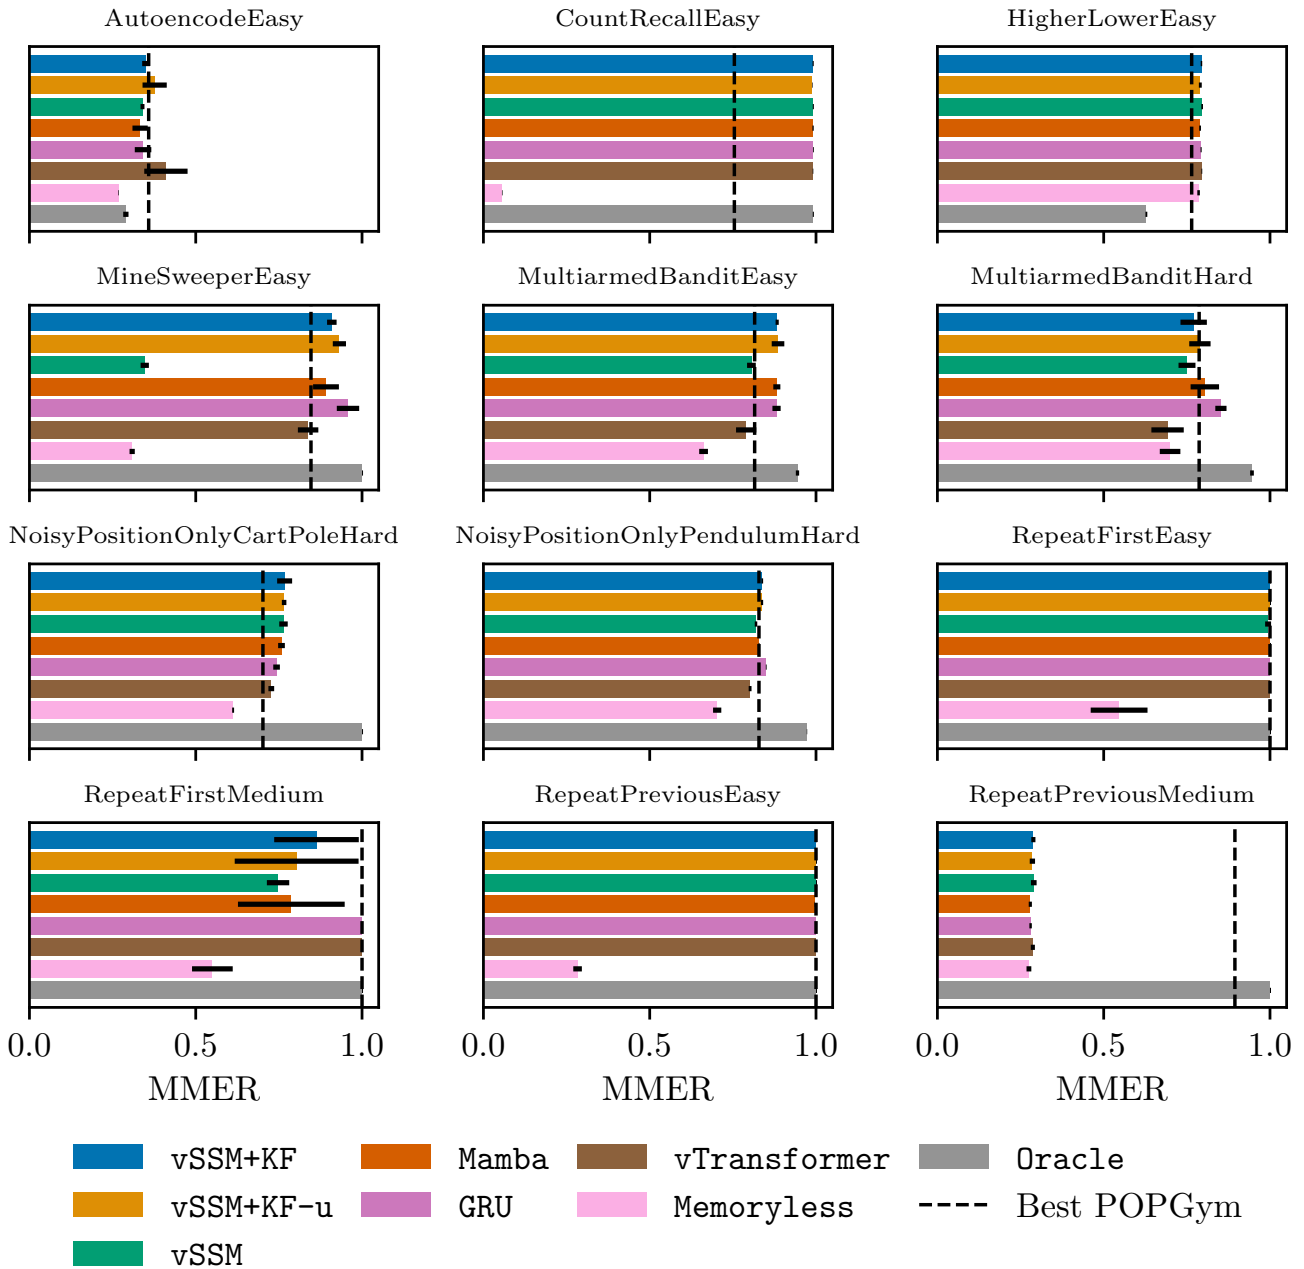 AutoencodeEasy CountRecallEasy HigherLowerEasy
MineSweeperEasy MultiarmedBanditEasy MultiarmedBanditHard
NoisyPositionOnlyCartPoleHard NoisyPositionOnlyPendulumHard RepeatFirstEasy
RepeatFirstMedium RepeatPreviousEasy RepeatPreviousMedium
0.0 0.5 1.0 0.0 0.5 1.0 0.0 0.5 1.0
MMER MMER MMER
vSSM+KF Mamba vTransformer Oracle
vSSM+KF-u GRU Memoryless Best POPGym
vSSM